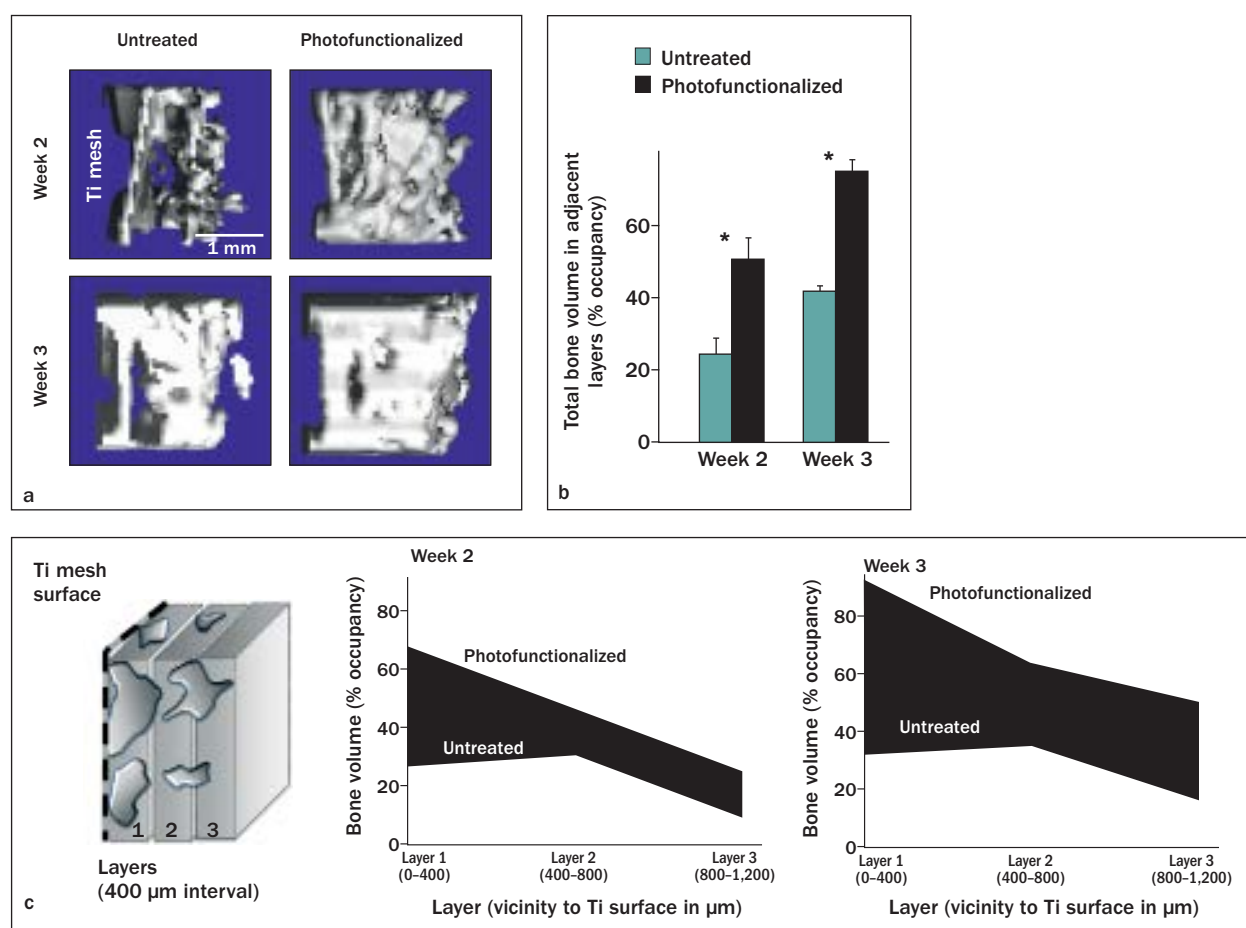 Untreated
Photofunctionalized
Week 2
Ti mesh
1 mm
Week 3
a
Untreated
Photofunctionalized
Total bone volume in adjacent
layers (% occupancy)
60
40
20
0
*
*
Week 2
Week 3
b
Ti mesh
surface
1 2 3
Layers
(400 µm interval)
c
Week 2
Bone volume (% occupancy)
80
60
40
20
0
Photofunctionalized
Untreated
Layer 1
(0–400)
Layer 2
(400–800)
Layer 3
(800–1,200)
Layer (vicinity to Ti surface in µm)
Week 3
Bone volume (% occupancy)
80
60
40
20
0
Photofunctionalized
Untreated
Layer 1
(0–400)
Layer 2
(400–800)
Layer 3
(800–1,200)
Layer (vicinity to Ti surface in µm)